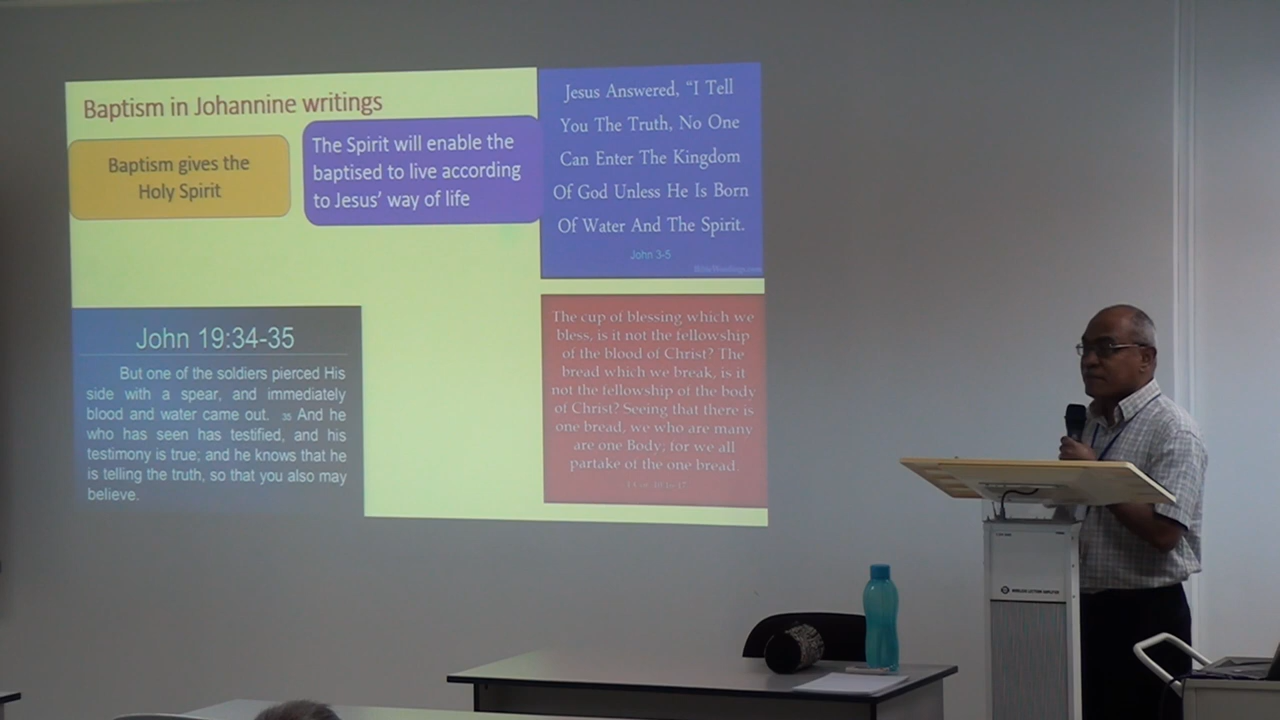 Baptism in Johannine writings
Baptism gives the
Holy Spirit
The Spirit will enable the
baptised to live according
to Jesus' way of life
Jesus Answered, “I Tell
You The Truth, No One
Can Enter The Kingdom
Of God Unless He Is Born
Of Water And The Spirit.
John 3-5
John 19:34-35
But one of the soldiers pierced His
side with a spear, and immediately
blood and water came out. 35 And he
who has seen has testified, and his
testimony is true; and he knows that he
is telling the truth, so that you also may
believe.
The cup of blessing which we
bless, is it not the fellowship
of the blood of Christ? The
bread which we break, is it
not the fellowship of the body
of Christ? Seeing that there is
one bread, we who are many
are one Body; for we all
partake of the one bread.
WIRELESS LECTURN AMPLIFIER